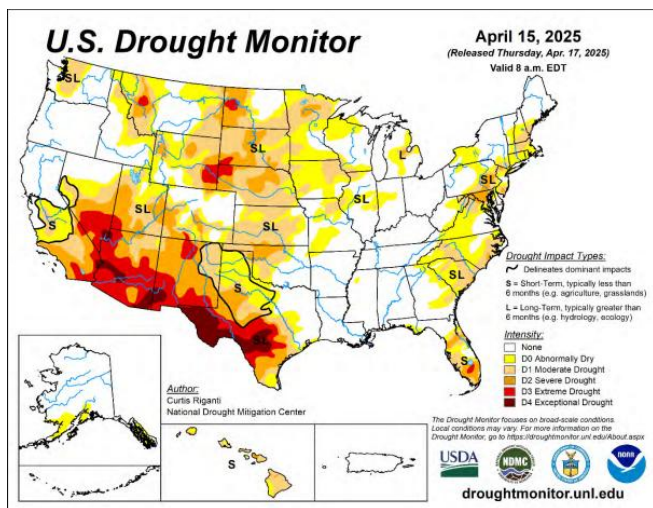 U.S. Drought Monitor
April 15, 2025
(Released Thursday, Apr. 17, 2025)
Valid 8 a.m. EDT
SL
SL
L
SL
SL
SL
SL
S
SL
S
SL
S
Drought Impact Types:
Delineates dominant impacts
S = Short-Term, typically less than
6 months (e.g. agriculture, grasslands)
L = Long-Term, typically greater than
6 months (e.g. hydrology, ecology)
Intensity:
None
D0 Abnormally Dry
D1 Moderate Drought
D2 Severe Drought
D3 Extreme Drought
D4 Exceptional Drought
Author:
Curtis Riganti
National Drought Mitigation Center
S
The Drought Monitor focuses on broad-scale conditions.
Local conditions may vary. For more information on the
Drought Monitor, go to https://droughtmonitor.unl.edu/About.aspx
USDA
NDMC
NOAA
droughtmonitor.unl.edu